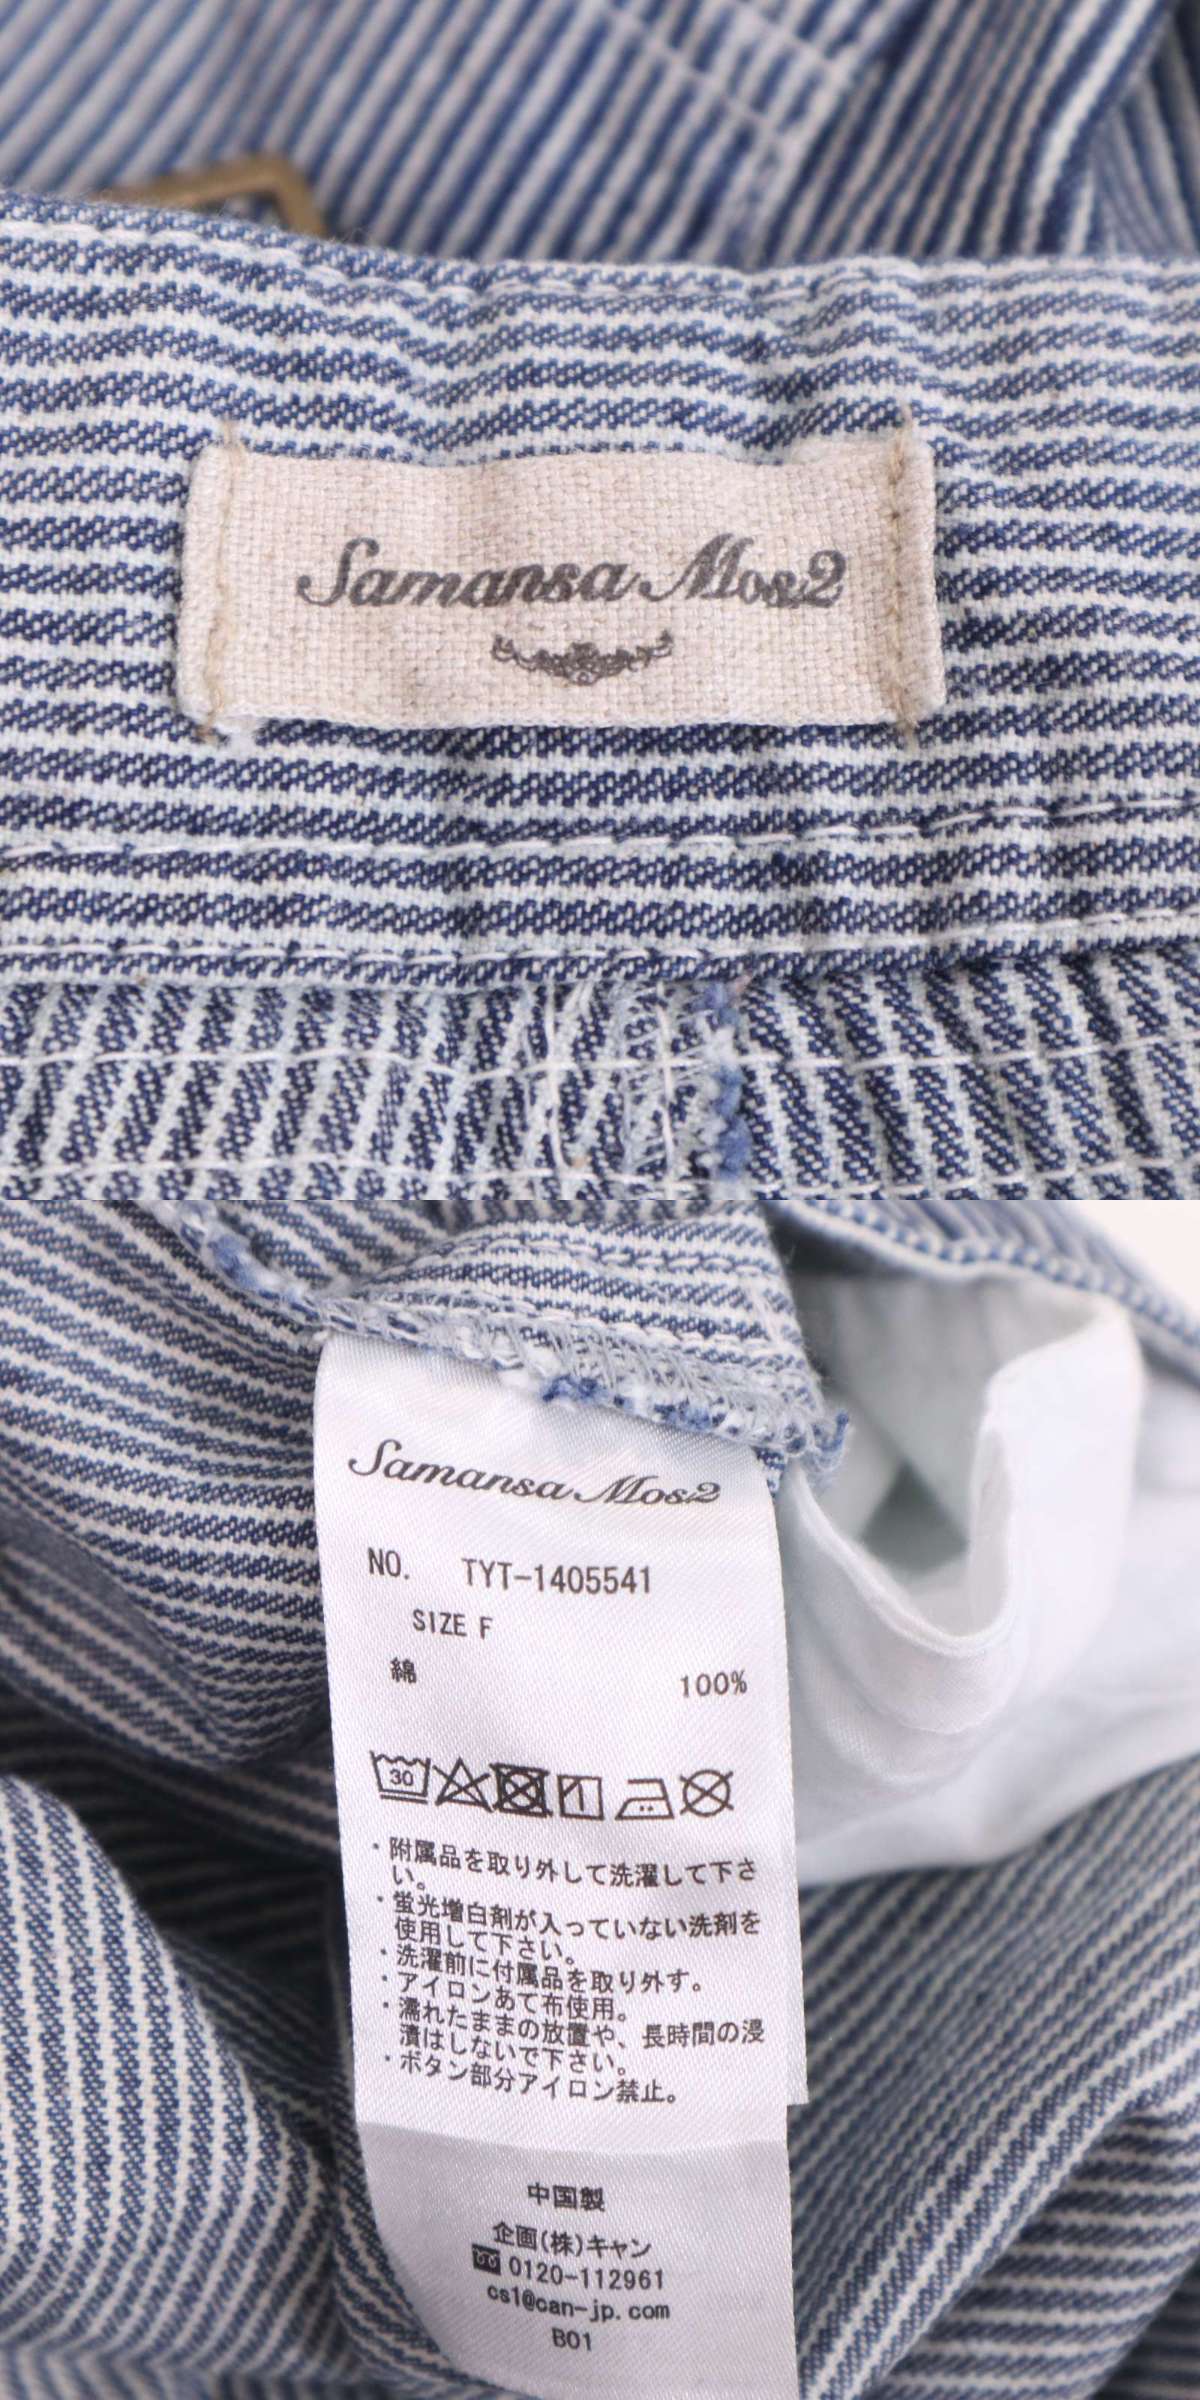 Samansa Mos2
Samansa Mos2
NO. TYT-1405541
SIZE F
綿 100%
30
・附属品を取り外して洗濯して下さ
い。
・蛍光増白剤が入っていない洗剤を
使用して下さい。
・洗濯前に付属品を取り外す。
・アイロンあて布使用。
・濡れたままの放置や、長時間の浸
漬はしないで下さい。
・ボタン部分アイロン禁止。
中国製
企画(株)キャン
0120-112961
cs1@can-jp.com
B01